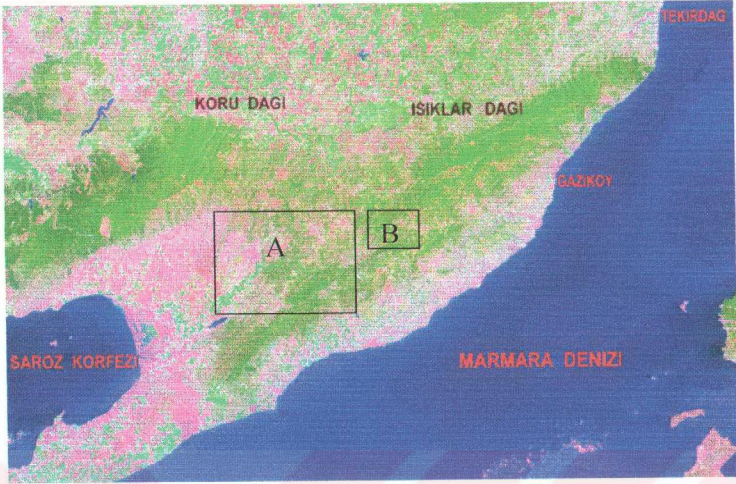 TEKIRDAG
KORU DAGI
ISIKLAR DAGI
GAZIKOY
A
B
SAROZ KORFEZI
MARMARA DENIZI